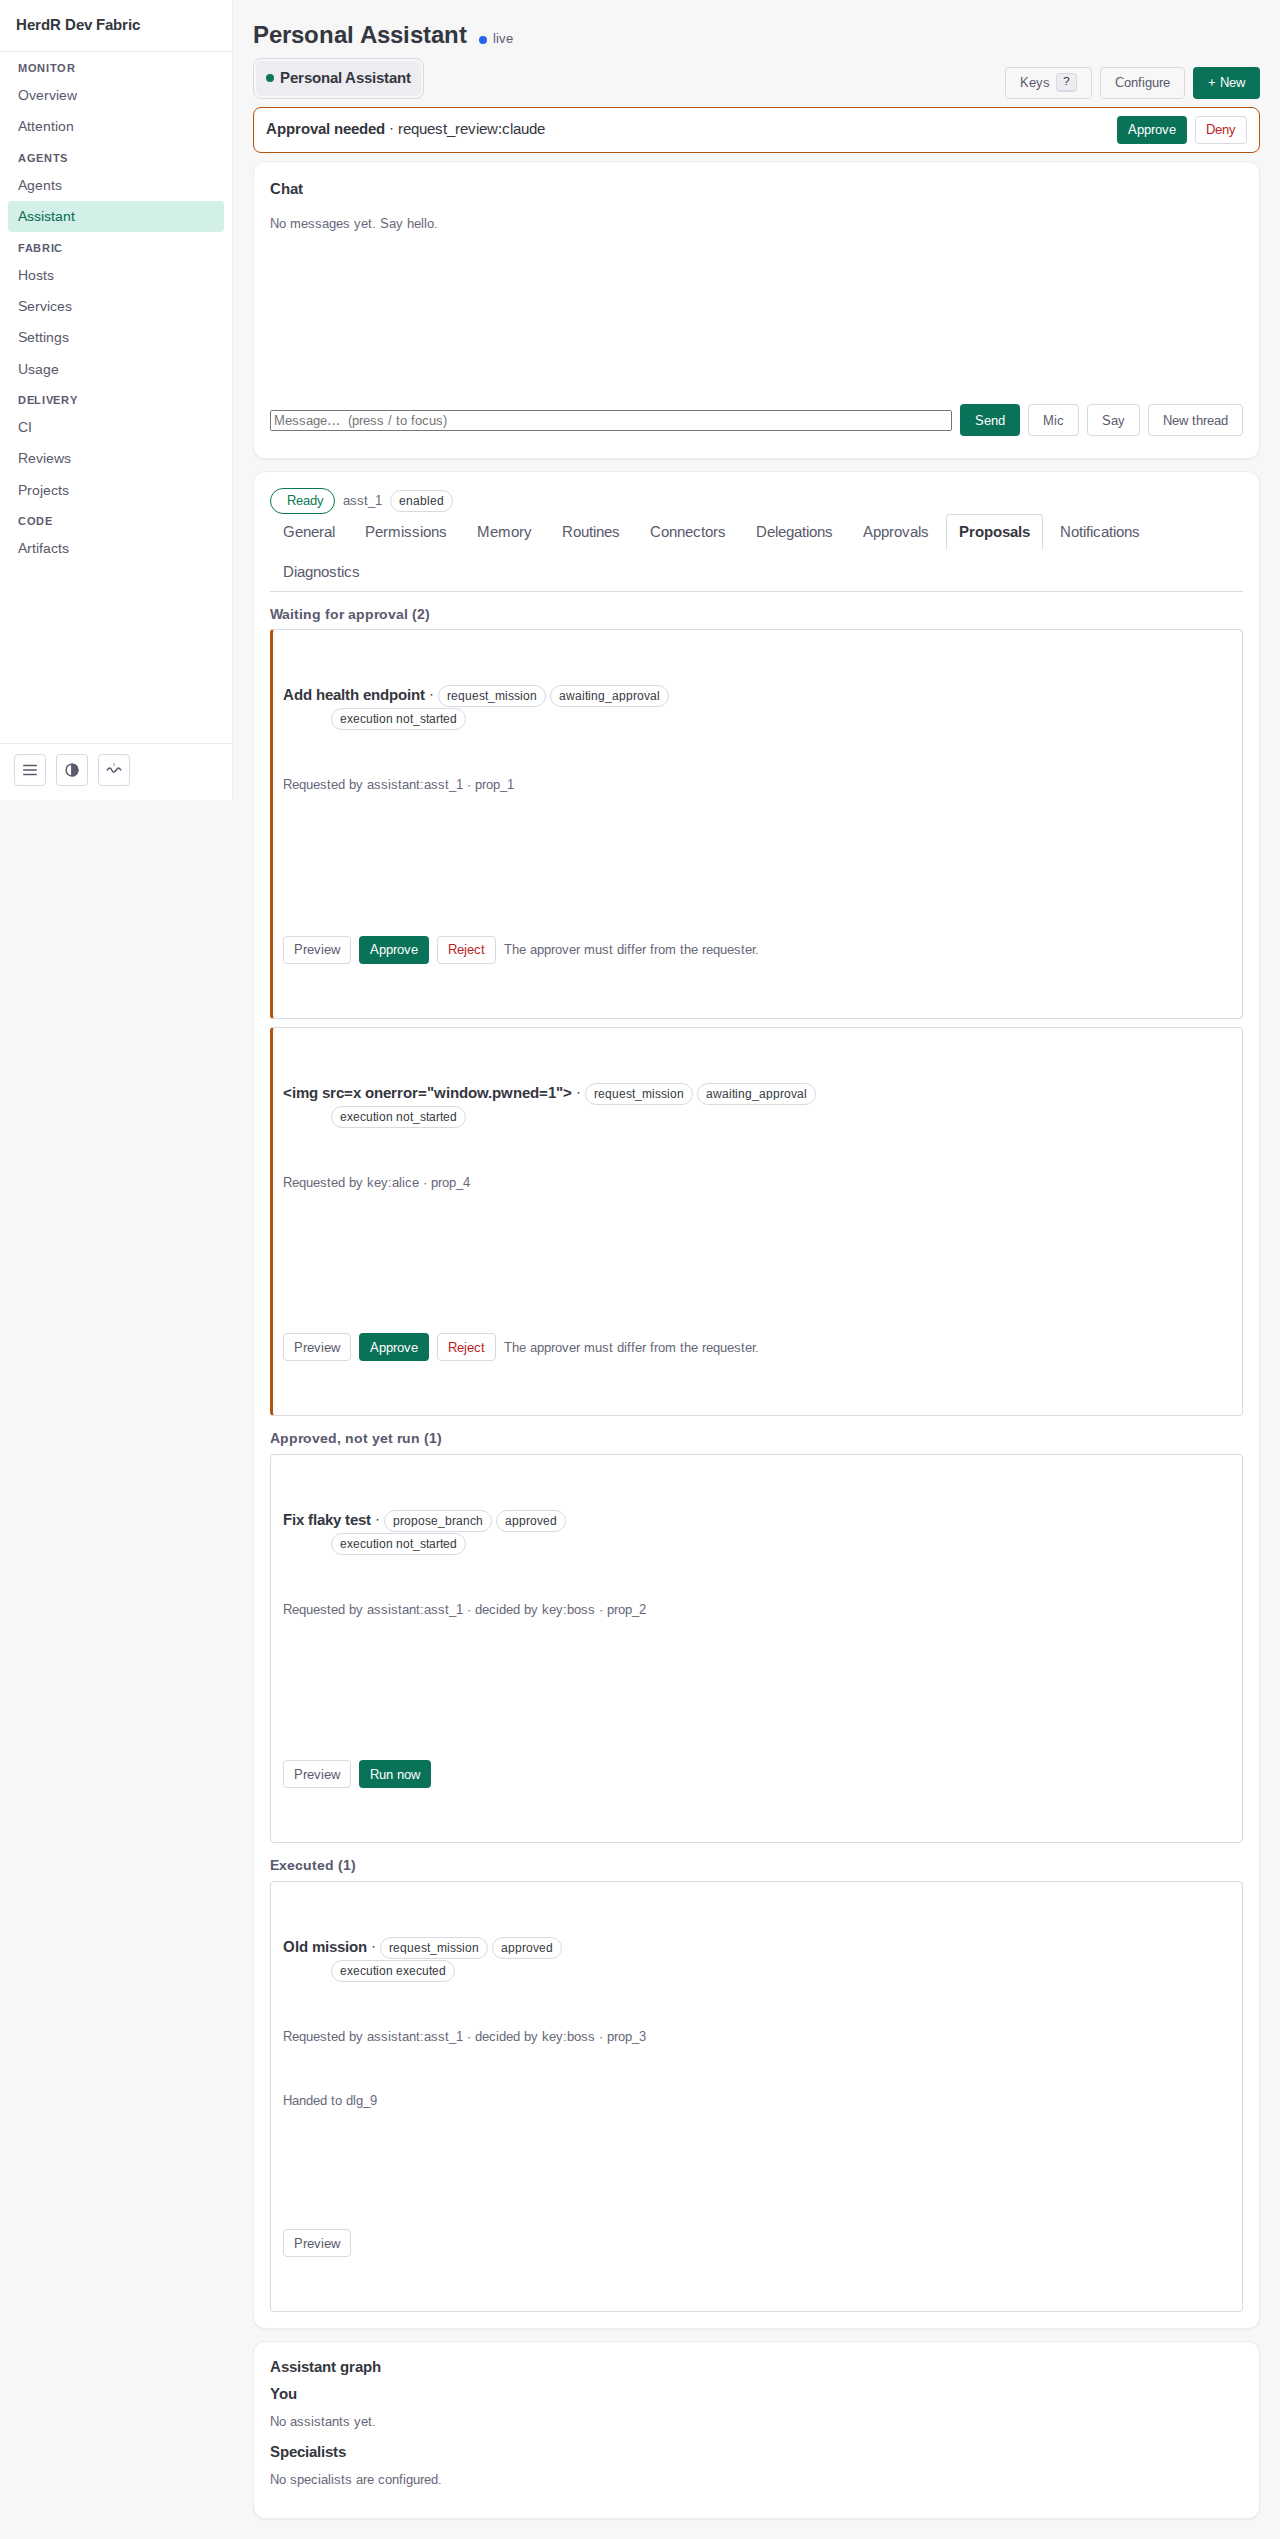 HerdR Dev Fabric
MONITOR
Overview
Attention
AGENTS
Agents
Assistant
FABRIC
Hosts
Services
Settings
Usage
DELIVERY
CI
Reviews
Projects
CODE
Artifacts
Personal Assistant live
Personal Assistant
Keys ? Configure + New
Approval needed · request_review:claude Approve Deny
Chat
No messages yet. Say hello.
Message… (press / to focus) Send Mic Say New thread
Ready asst_1 enabled
General Permissions Memory Routines Connectors Delegations Approvals Proposals Notifications
Diagnostics
Waiting for approval (2)
Add health endpoint · request_mission awaiting_approval
execution not_started
Requested by assistant:asst_1 · prop_1
Preview Approve Reject The approver must differ from the requester.
<img src=x onerror="window.pwned=1"> · request_mission awaiting_approval
execution not_started
Requested by key:alice · prop_4
Preview Approve Reject The approver must differ from the requester.
Approved, not yet run (1)
Fix flaky test · propose_branch approved
execution not_started
Requested by assistant:asst_1 · decided by key:boss · prop_2
Preview Run now
Executed (1)
Old mission · request_mission approved
execution executed
Requested by assistant:asst_1 · decided by key:boss · prop_3
Handed to dlg_9
Preview
Assistant graph
You
No assistants yet.
Specialists
No specialists are configured.